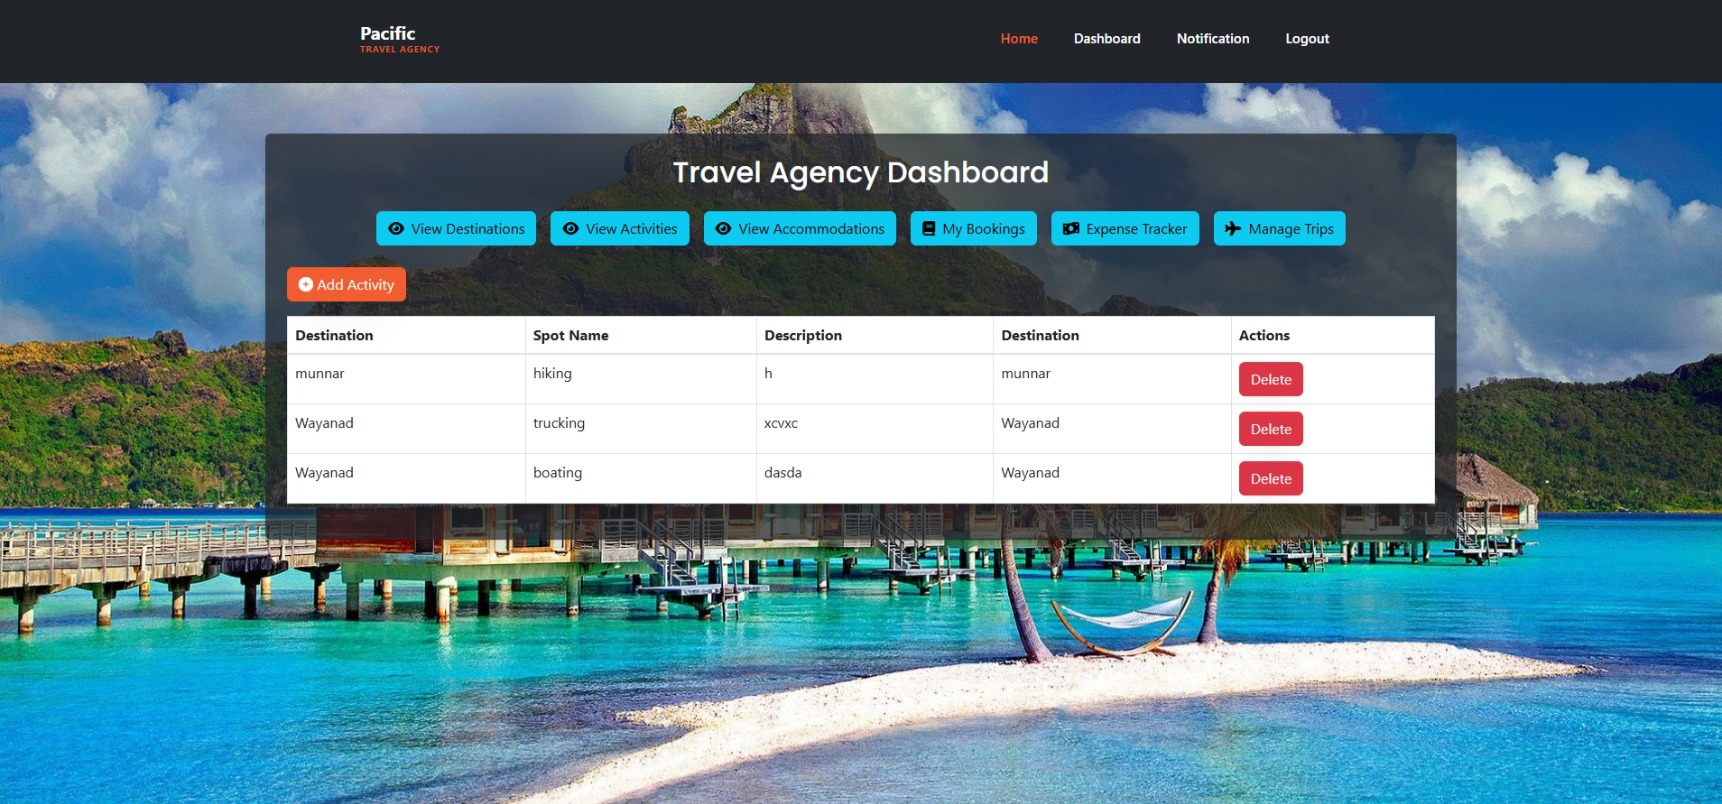 Pacific
TRAVEL AGENCY
Home Dashboard Notification Logout
Travel Agency Dashboard
View Destinations View Activities View Accommodations My Bookings Expense Tracker Manage Trips
Add Activity
Destination Spot Name Description Destination Actions
munnar hiking h munnar Delete
Wayanad trucking xcvxc Wayanad Delete
Wayanad boating dasda Wayanad Delete